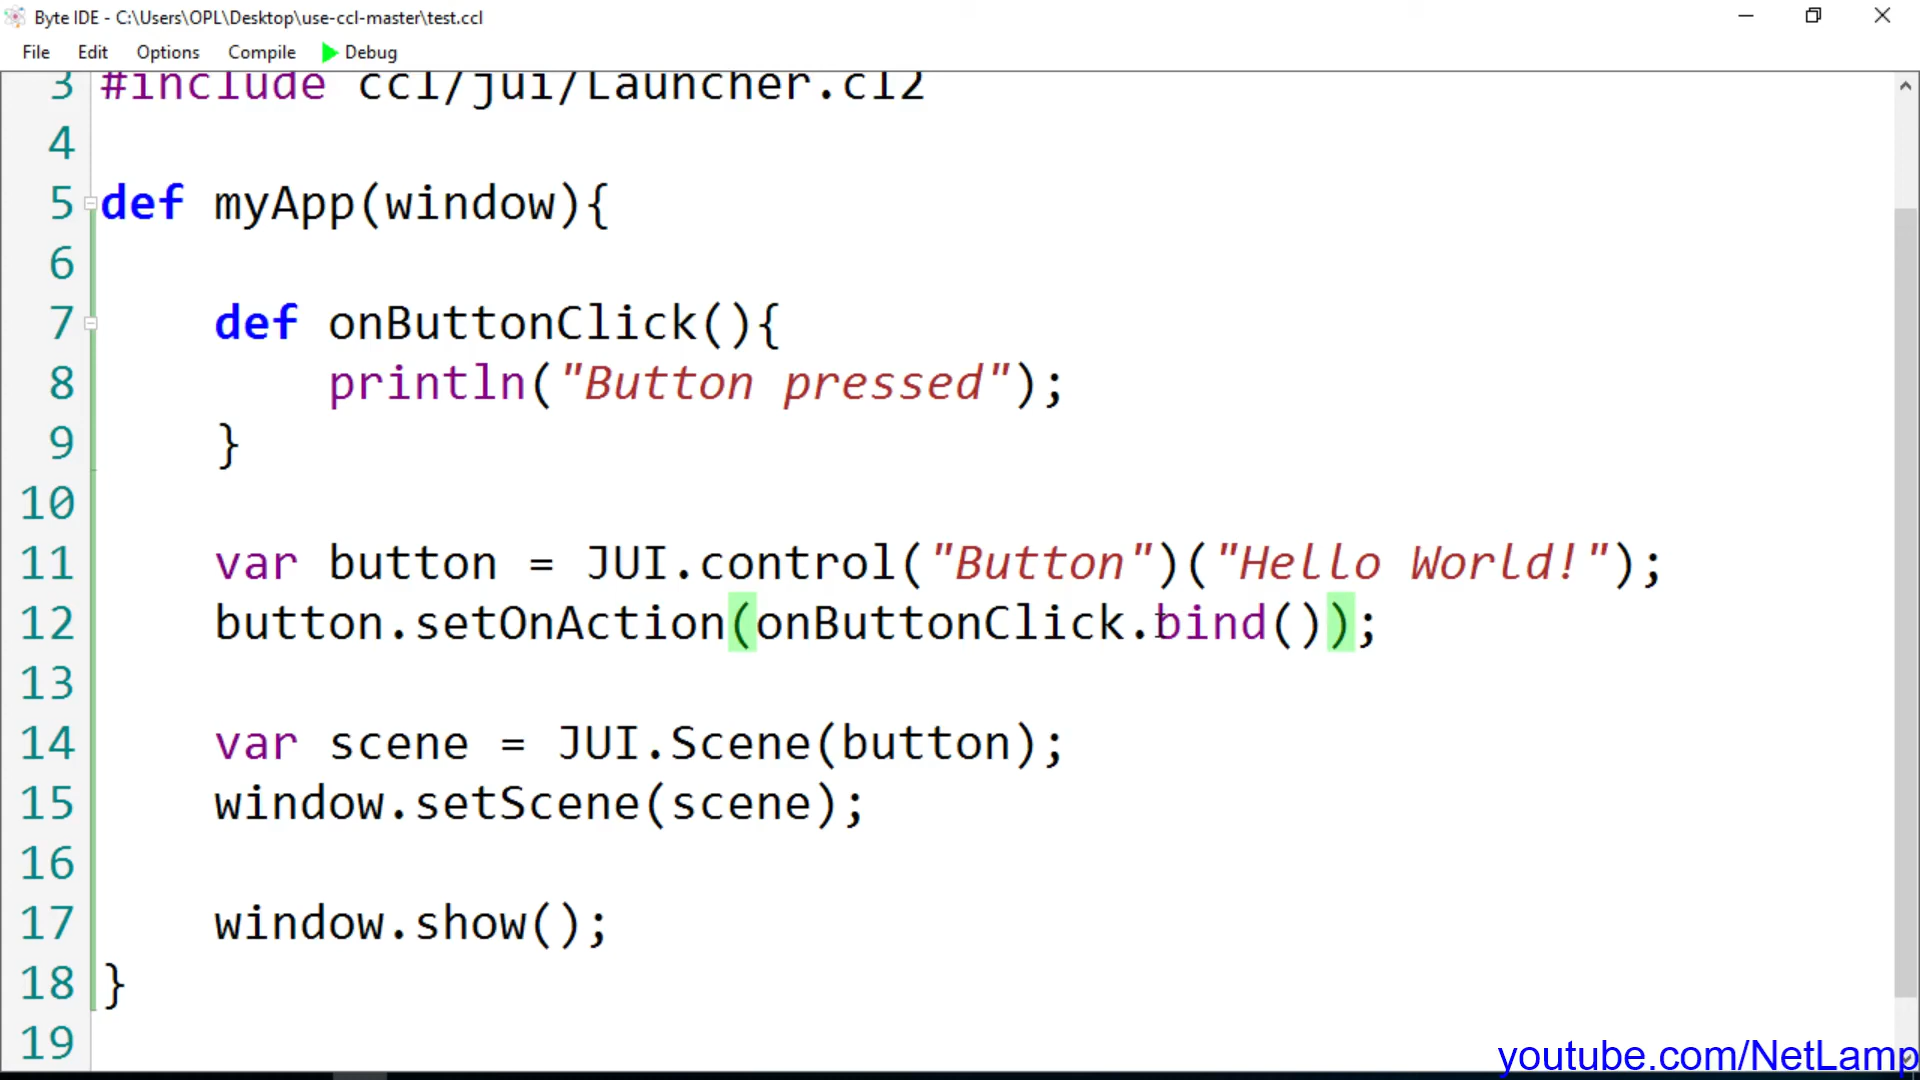 Byte IDE - C:\Users\OPL\Desktop\use-ccl-master\test.ccl
File Edit Options Compile Debug
3 #include ccl/jui/Launcher.cl2
4
5 def myApp(window){
6
7 def onButtonClick(){
8 println("Button pressed");
9 }
10
11 var button = JUI.control("Button")("Hello World!");
12 button.setOnAction(onButtonClick.bind());
13
14 var scene = JUI.Scene(button);
15 window.setScene(scene);
16
17 window.show();
18 }
19
youtube.com/NetLamp